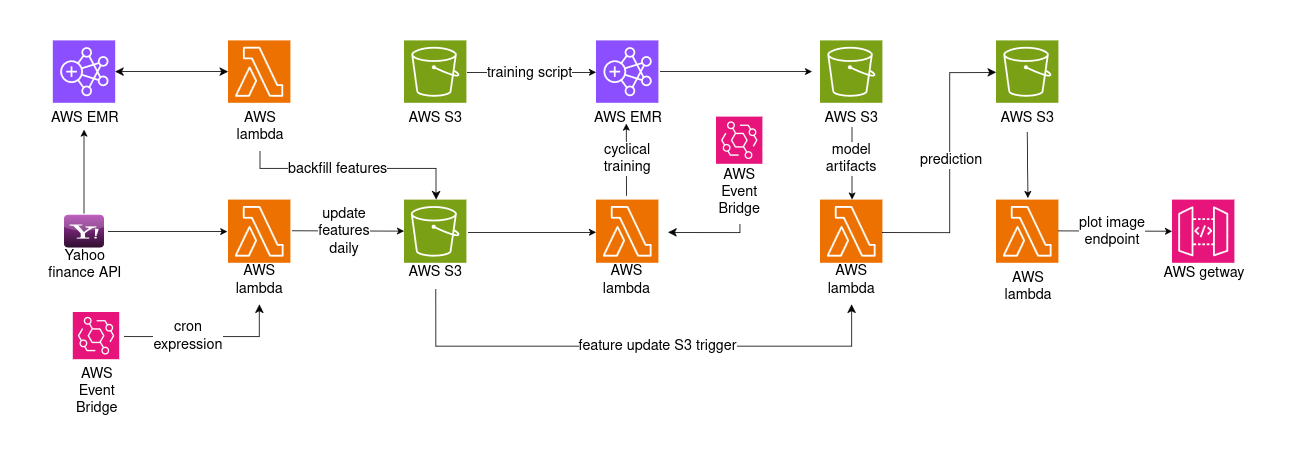 AWS EMR
AWS
lambda
AWS S3
training script
AWS EMR
AWS S3
AWS S3
backfill features
cyclical
training
AWS
Event
Bridge
model
artifacts
prediction
Y!
Yahoo
finance API
update
features
daily
AWS
lambda
AWS S3
AWS
lambda
AWS
lambda
AWS
lambda
plot image
endpoint
AWS getway
cron
expression
feature update S3 trigger
AWS
Event
Bridge